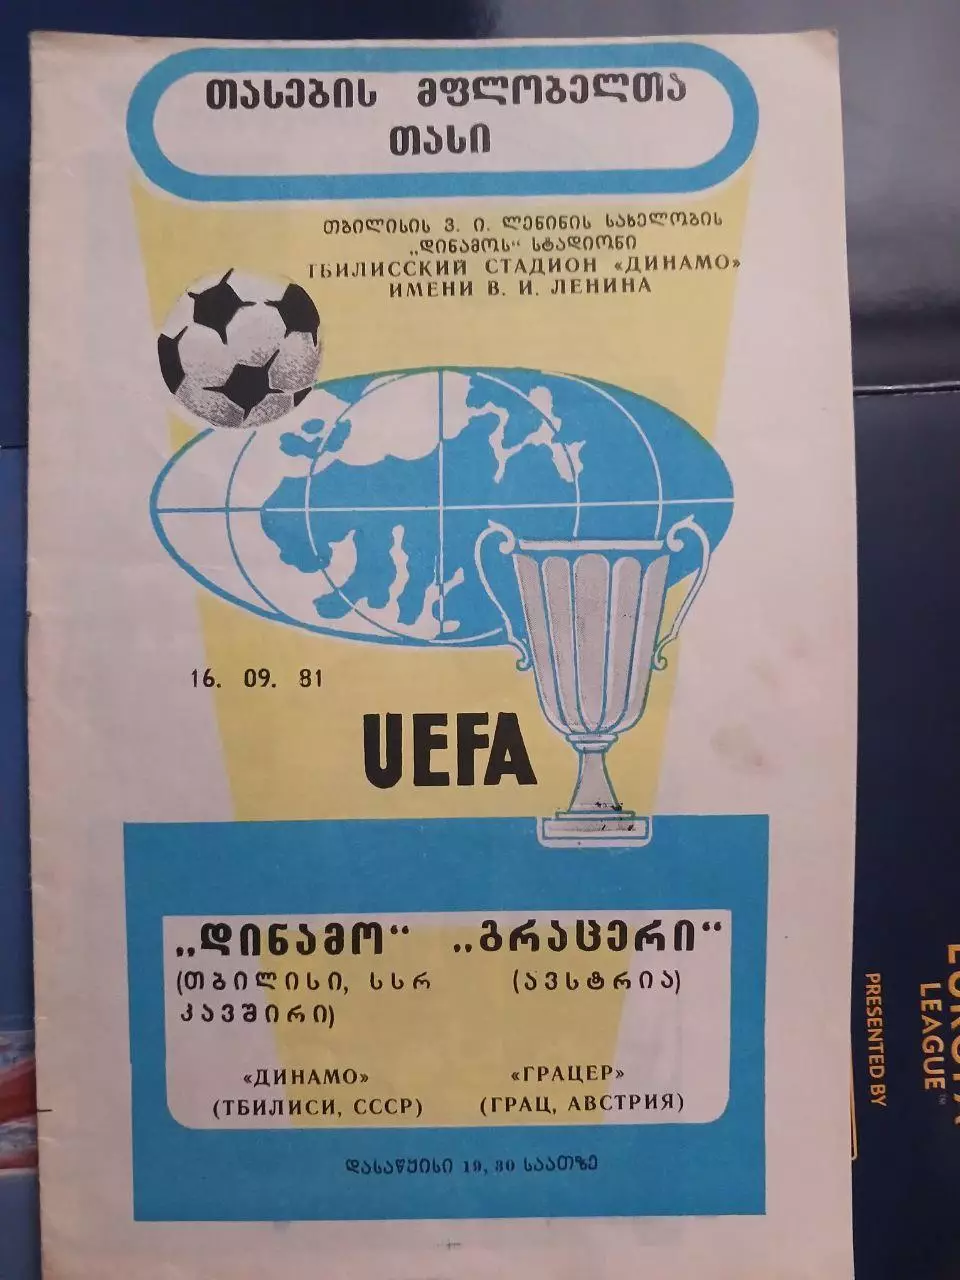 თასების მფლობელთა
თასი
თბილისის ვ. ი. ლენინის სახელობის
„დინამოს“ სტადიონი
ТБИЛИССКИЙ СТАДИОН «ДИНАМО»
ИМЕНИ В. И. ЛЕНИНА
16. 09. 81
UEFA
„დინამო“ „გრაცერი“
(თბილისი, სსრ (ავსტრია)
კავშირი)
«ДИНАМО» «ГРАЦЕР»
(ТБИЛИСИ, СССР) (ГРАЦ, АВСТРИЯ)
დასაწყისი 19,30 საათზე
LEAGUE™
PRESENTED BY